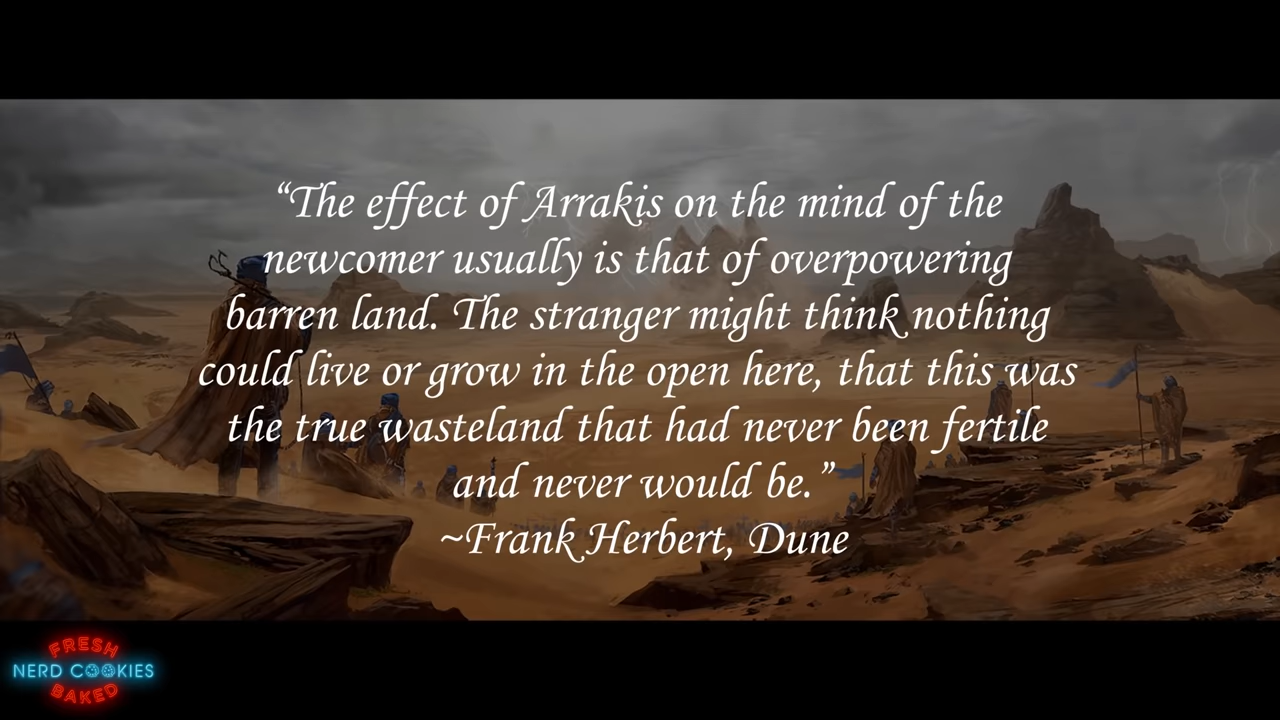 “The effect of Arrakis on the mind of the
newcomer usually is that of overpowering
barren land. The stranger might think nothing
could live or grow in the open here, that this was
the true wasteland that had never been fertile
and never would be.”
~Frank Herbert, Dune
FRESH
NERD COOKIES
BAKED